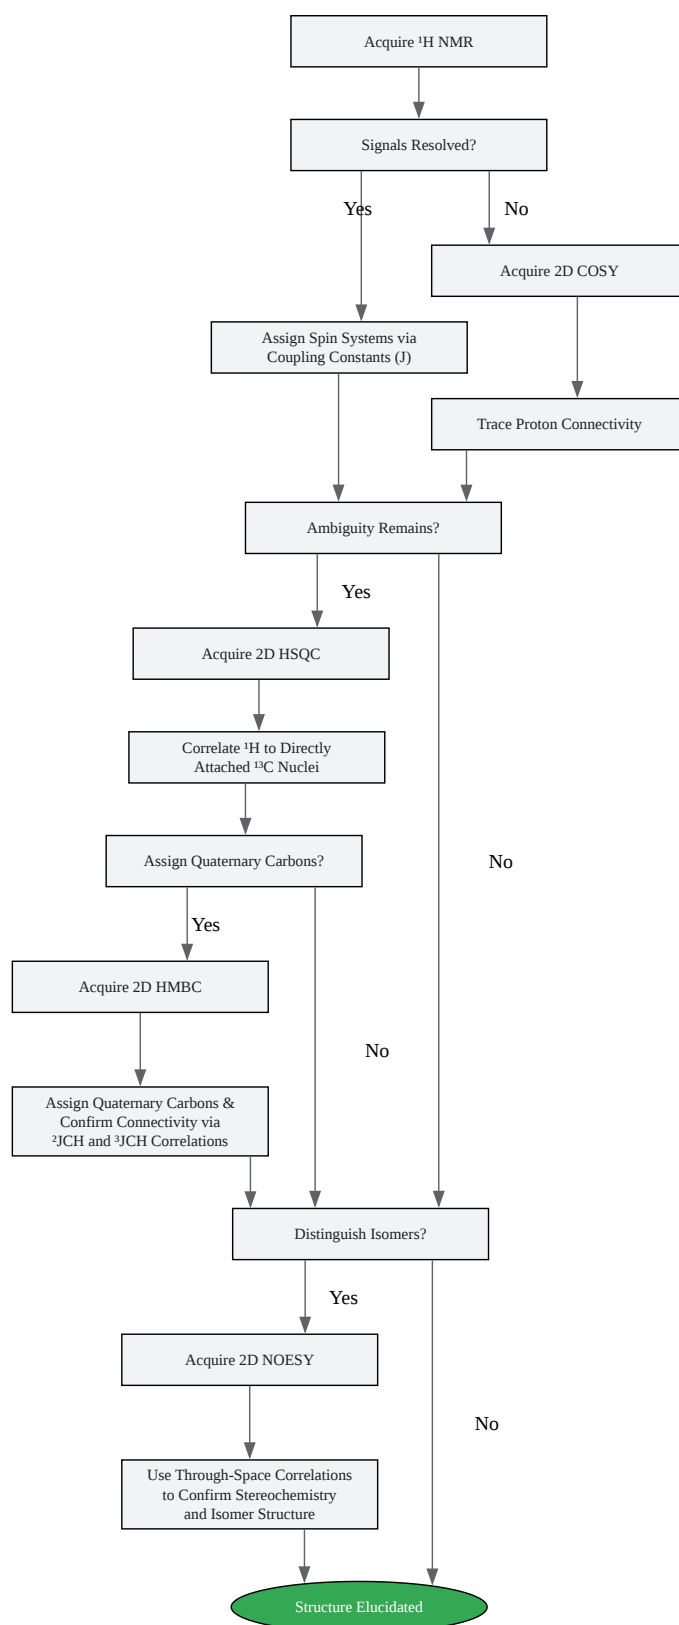 Acquire ¹H NMR
Signals Resolved?
Yes
No
Acquire 2D COSY
Assign Spin Systems via
Coupling Constants (J)
Trace Proton Connectivity
Ambiguity Remains?
Yes
Acquire 2D HSQC
Correlate ¹H to Directly
Attached ¹³C Nuclei
Assign Quaternary Carbons?
No
Yes
Acquire 2D HMBC
No
Assign Quaternary Carbons &
Confirm Connectivity via
²JCH and ³JCH Correlations
Distinguish Isomers?
Yes
Acquire 2D NOESY
No
Use Through-Space Correlations
to Confirm Stereochemistry
and Isomer Structure
Structure Elucidated